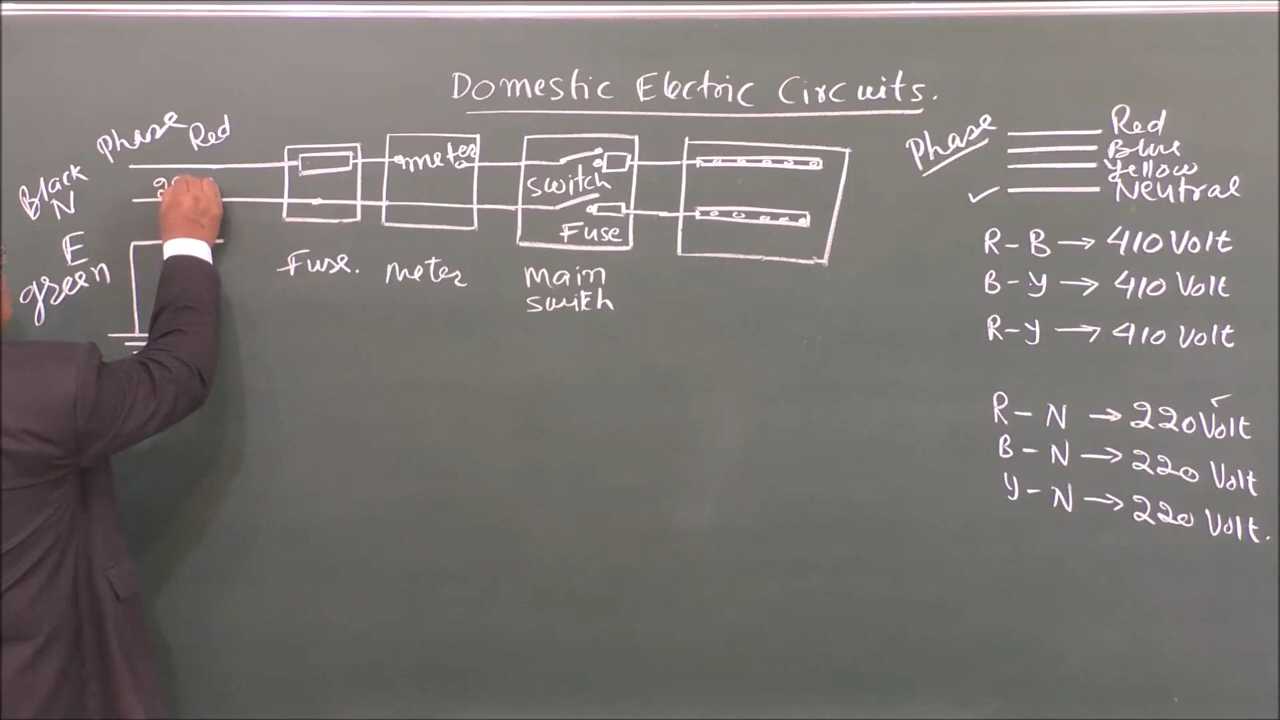 Domestic Electric Circuits.
Phase Red
Black
N
E
green
meter
switch
Fuse
Fuse.
meter
main
switch
Phase
Red
Blue
Yellow
Neutral
R - B → 410 Volt
B - Y → 410 Volt
R - Y → 410 Volt
R - N → 220 Volt
B - N → 220 Volt
Y - N → 220 Volt.